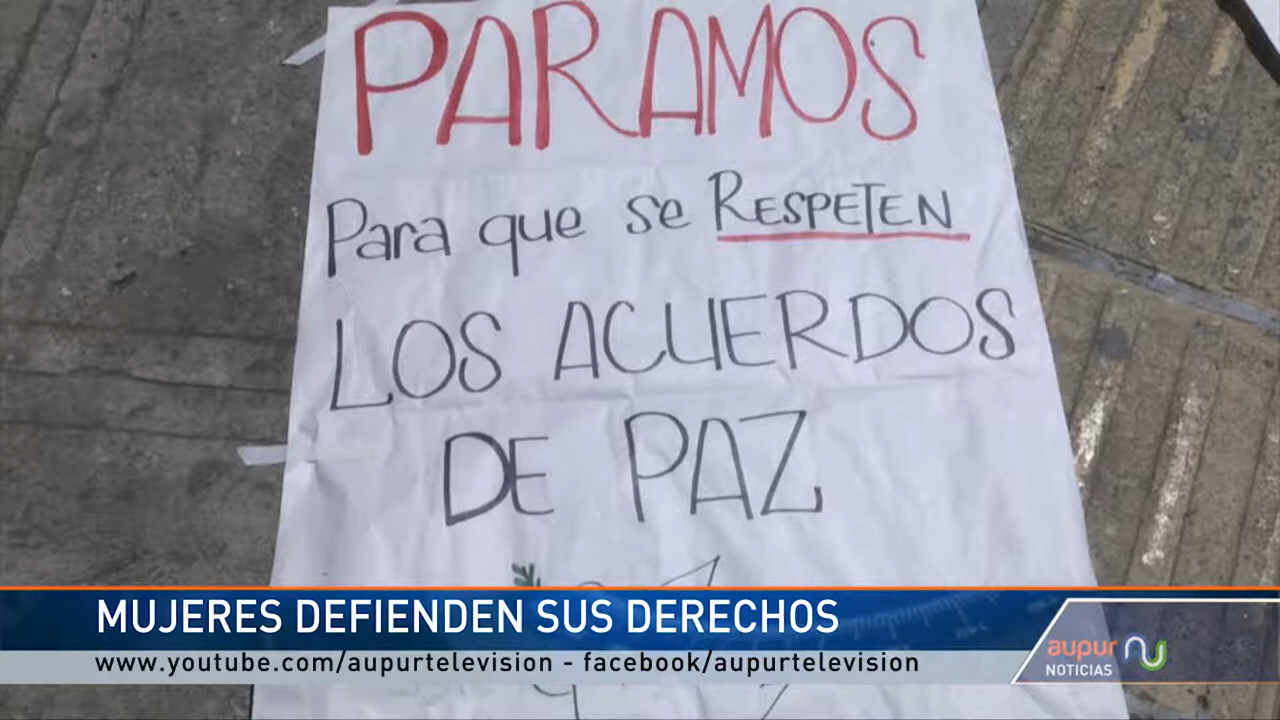 PARAMOS
Para que se RESPETEN
LOS ACUERDOS
DE PAZ
MUJERES DEFIENDEN SUS DERECHOS
www.youtube.com/aupurtelevision - facebook/aupurtelevision
aupur
NOTICIAS